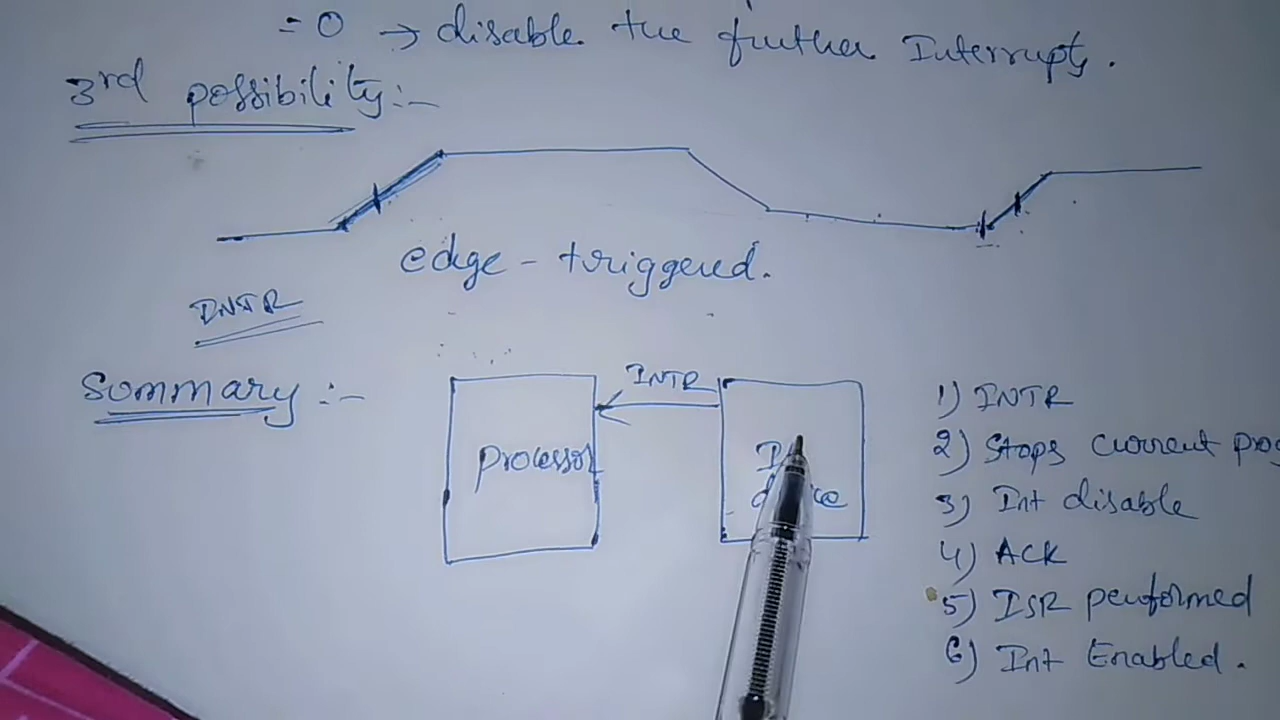 = 0 → disable the further Interrupts.
3rd possibility:-
edge-triggered.
INTR
Summary:-
INTR
Processor
1) INTR
2) Stops current
3) Int disable
4) ACK
5) ISR performed
6) Int Enabled.